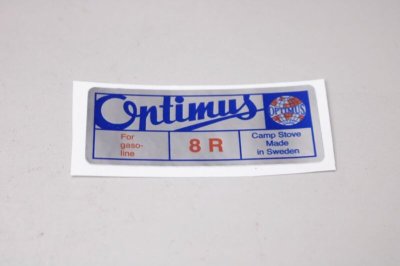 Optimus
OPTIMUS
For
gaso-
line
8 R
Camp Stove
Made
in Sweden